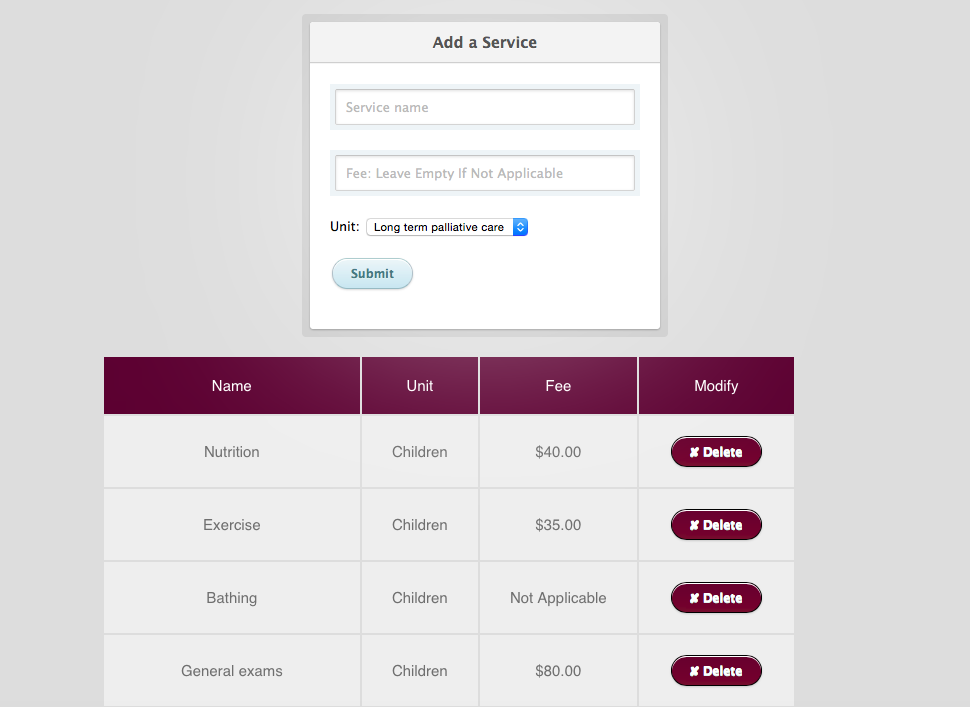 Add a Service
Service name
Fee: Leave Empty If Not Applicable
Unit: Long term palliative care
Submit
Name Unit Fee Modify
Nutrition Children $40.00 ✘ Delete
Exercise Children $35.00 ✘ Delete
Bathing Children Not Applicable ✘ Delete
General exams Children $80.00 ✘ Delete